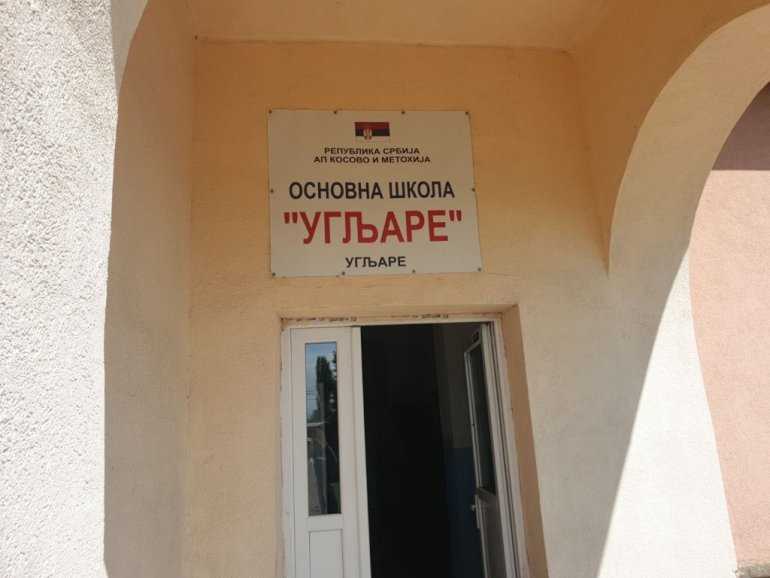 РЕПУБЛИКА СРБИЈА
АП КОСОВО И МЕТОХИЈА
ОСНОВНА ШКОЛА
"УГЉАРЕ"
УГЉАРЕ